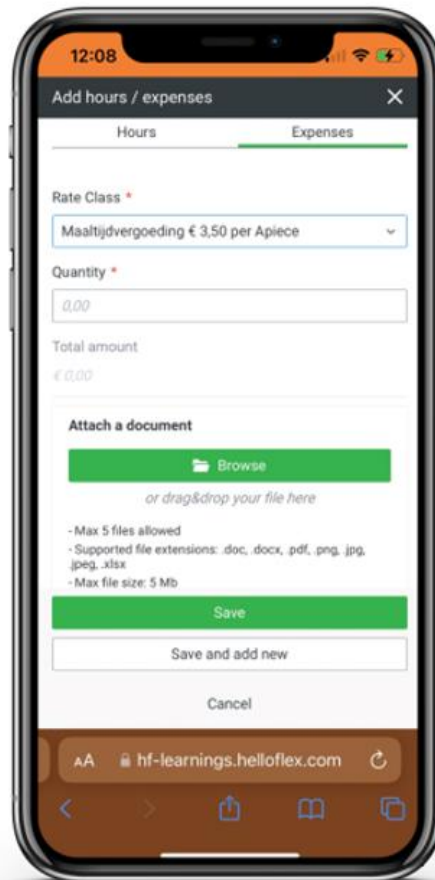 12:08
Add hours / expenses
Hours
Expenses
Rate Class *
Maaltijdvergoeding € 3,50 per Apiece
Quantity *
0,00
Total amount
€ 0,00
Attach a document
Browse
or drag&drop your file here
- Max 5 files allowed
- Supported file extensions: .doc, .docx, .pdf, .png, .jpg,
.jpeg, .xlsx
- Max file size: 5 Mb
Save
Save and add new
Cancel
AA hf-learnings.helloflex.com